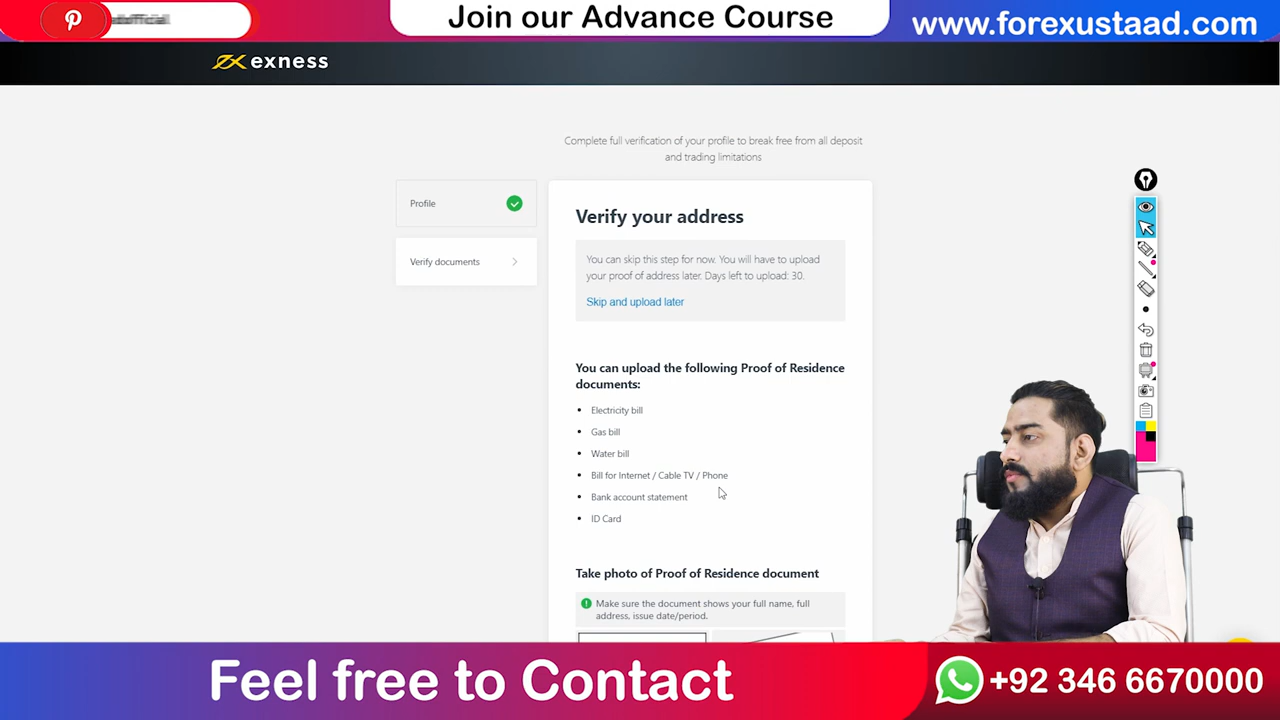 Join our Advance Course
www.forexustaad.com
exness
Complete full verification of your profile to break free from all deposit
and trading limitations
Profile
Verify documents
Verify your address
You can skip this step for now. You will have to upload
your proof of address later. Days left to upload: 30.
Skip and upload later
You can upload the following Proof of Residence
documents:
• Electricity bill
• Gas bill
• Water bill
• Bill for Internet / Cable TV / Phone
• Bank account statement
• ID Card
Take photo of Proof of Residence document
Make sure the document shows your full name, full
address, issue date/period.
Feel free to Contact
+92 346 6670000